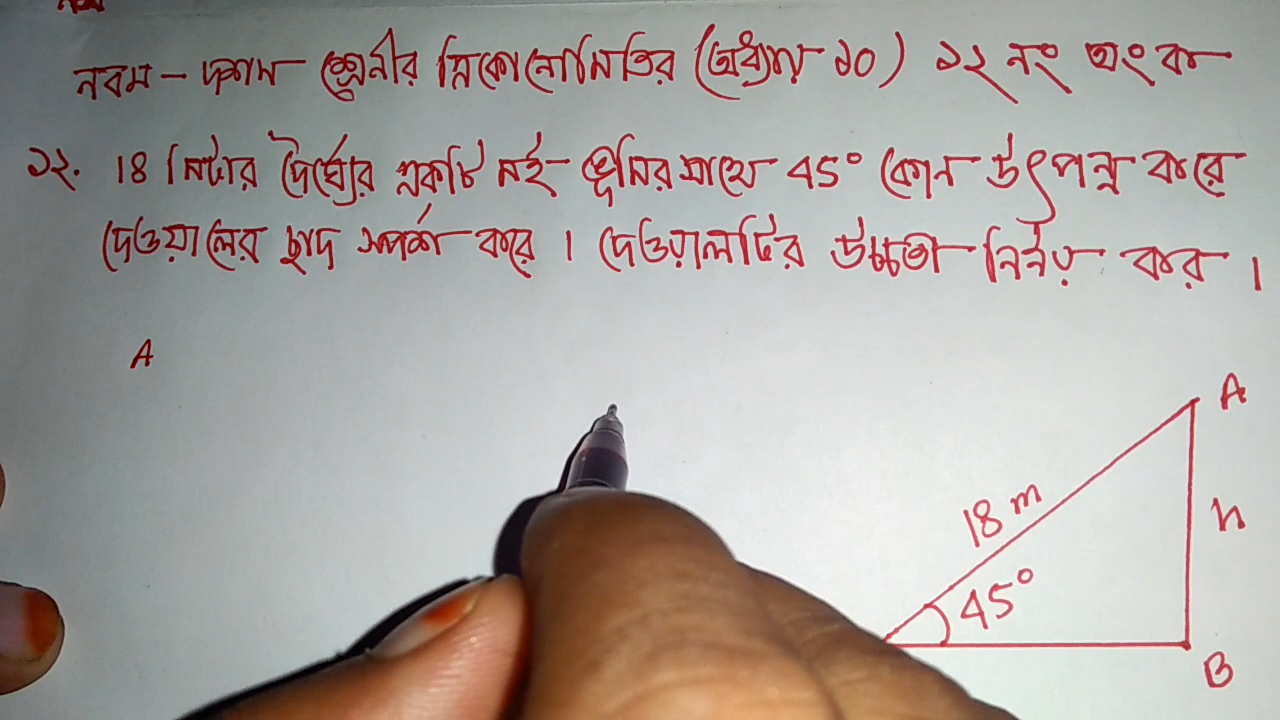 নবম - দশম শ্রেনীর ত্রিকোনোমিতির (অধ্যায় ১০) ১২ নং অংক
১২. 18 মিটার দৈর্ঘ্যের একটি মই ভূমির সাথে 45° কোন উৎপন্ন করে
দেওয়ালের ছাদ স্পর্শ করে । দেওয়ালটির উচ্চতা নির্নয় কর ।
A
A
18 m
h
45°
B